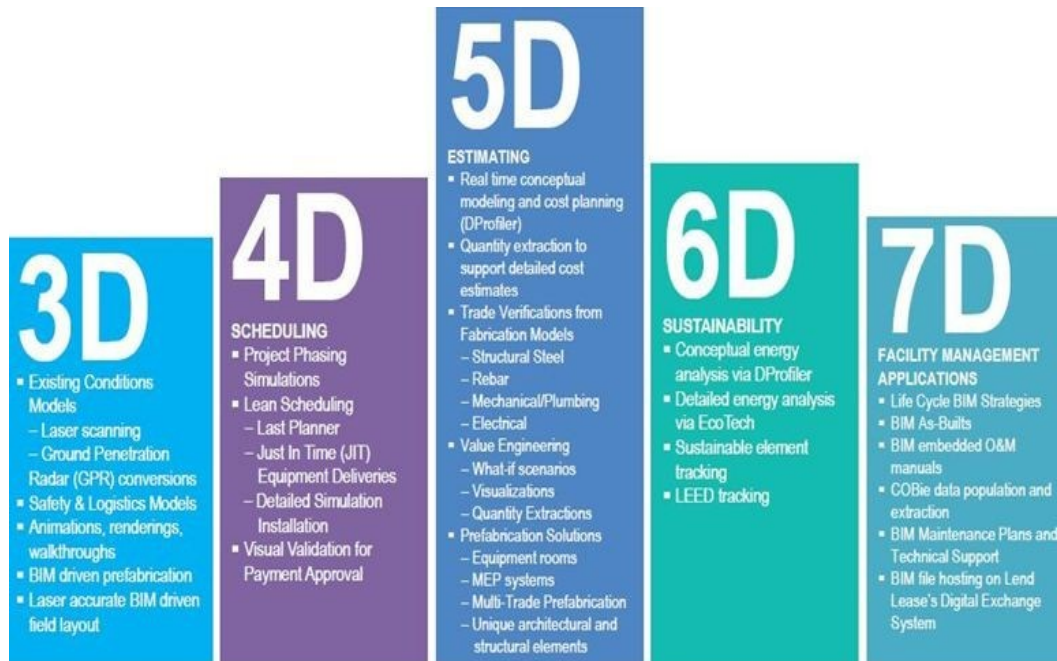 3D
▪ Existing Conditions
Models
– Laser scanning
– Ground Penetration
Radar (GPR) conversions
▪ Safety & Logistics Models
▪ Animations, renderings,
walkthroughs
▪ BIM driven prefabrication
▪ Laser accurate BIM driven
field layout
4D
SCHEDULING
▪ Project Phasing
Simulations
▪ Lean Scheduling
– Last Planner
– Just In Time (JIT)
Equipment Deliveries
– Detailed Simulation
Installation
▪ Visual Validation for
Payment Approval
5D
ESTIMATING
▪ Real time conceptual
modeling and cost planning
(DProfiler)
▪ Quantity extraction to
support detailed cost
estimates
▪ Trade Verifications from
Fabrication Models
– Structural Steel
– Rebar
– Mechanical/Plumbing
– Electrical
▪ Value Engineering
– What-if scenarios
– Visualizations
– Quantity Extractions
▪ Prefabrication Solutions
– Equipment rooms
– MEP systems
– Multi-Trade Prefabrication
– Unique architectural and
structural elements
6D
SUSTAINABILITY
▪ Conceptual energy
analysis via DProfiler
▪ Detailed energy analysis
via EcoTech
▪ Sustainable element
tracking
▪ LEED tracking
7D
FACILITY MANAGEMENT
APPLICATIONS
▪ Life Cycle BIM Strategies
▪ BIM As-Builts
▪ BIM embedded O&M
manuals
▪ COBie data population and
extraction
▪ BIM Maintenance Plans and
Technical Support
▪ BIM file hosting on Lend
Lease's Digital Exchange
System